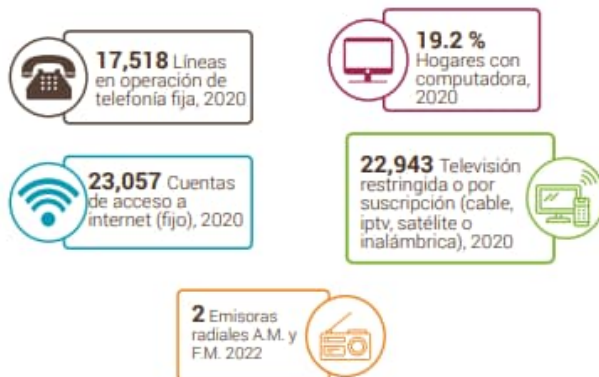 17,518 Líneas
en operación de
telefonía fija, 2020
19.2 %
Hogares con
computadora,
2020
23,057 Cuentas
de acceso a
internet (fijo), 2020
22,943 Televisión
restringida o por
suscripción (cable,
iptv, satélite o
inalámbrica), 2020
2 Emisoras
radiales A.M. y
F.M. 2022